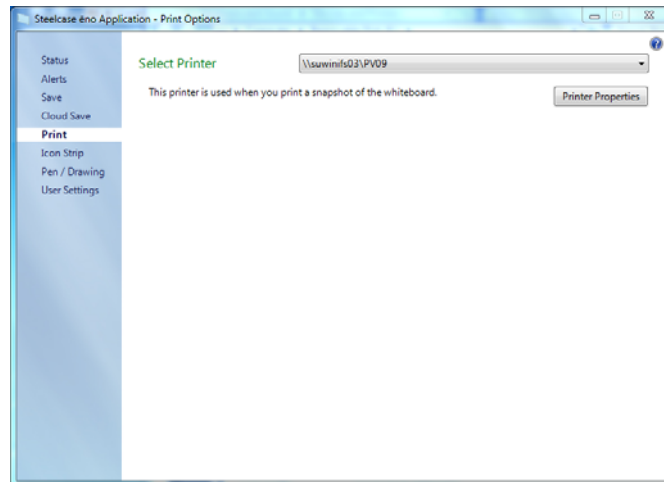 Steelcase ēno Application - Print Options
Status
Alerts
Save
Cloud Save
Print
Icon Strip
Pen / Drawing
User Settings
Select Printer
\\suwinifs03\PV09
This printer is used when you print a snapshot of the whiteboard.
Printer Properties